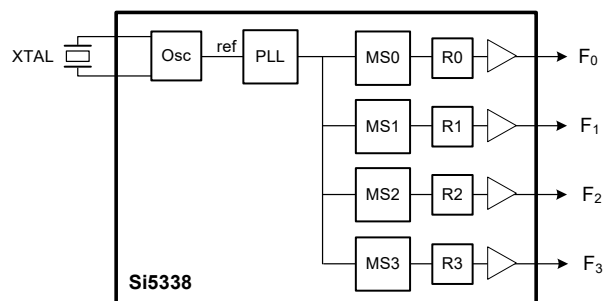 XTAL
Osc
ref
PLL
MS0
R0
F0
MS1
R1
F1
MS2
R2
F2
MS3
R3
F3
Si5338